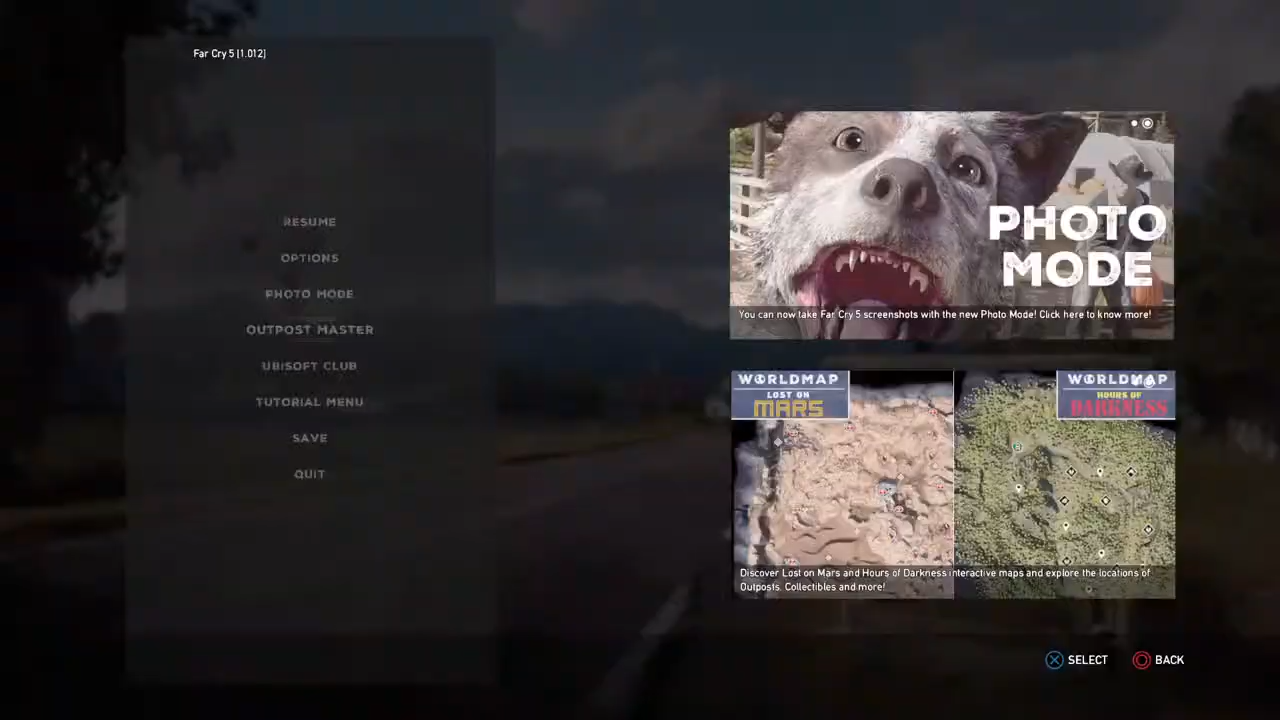 Far Cry 5 [1.012]
RESUME
OPTIONS
PHOTO MODE
OUTPOST MASTER
UBISOFT CLUB
TUTORIAL MENU
SAVE
QUIT
PHOTO
MODE
You can now take Far Cry 5 screenshots with the new Photo Mode! Click here to know more!
WORLDMAP
LOST ON
MARS
WORLDMAP
HOURS OF
DARKNESS
Discover Lost on Mars and Hours of Darkness interactive maps and explore the locations of
Outposts, Collectibles and more!
SELECT
BACK